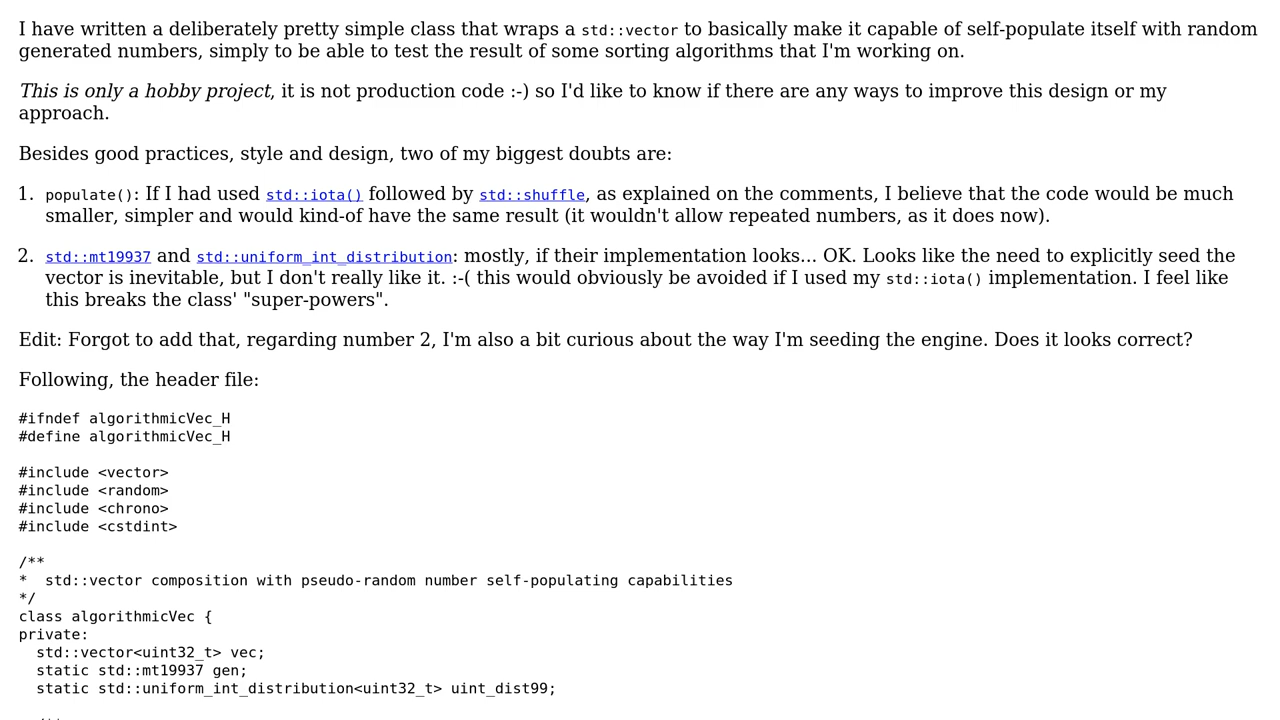 I have written a deliberately pretty simple class that wraps a std::vector to basically make it capable of self-populate itself with random
generated numbers, simply to be able to test the result of some sorting algorithms that I'm working on.
This is only a hobby project, it is not production code :-) so I'd like to know if there are any ways to improve this design or my
approach.
Besides good practices, style and design, two of my biggest doubts are:
1. populate(): If I had used std::iota() followed by std::shuffle, as explained on the comments, I believe that the code would be much
smaller, simpler and would kind-of have the same result (it wouldn't allow repeated numbers, as it does now).
2. std::mt19937 and std::uniform_int_distribution: mostly, if their implementation looks... OK. Looks like the need to explicitly seed the
vector is inevitable, but I don't really like it. :-( this would obviously be avoided if I used my std::iota() implementation. I feel like
this breaks the class' "super-powers".
Edit: Forgot to add that, regarding number 2, I'm also a bit curious about the way I'm seeding the engine. Does it looks correct?
Following, the header file:
#ifndef algorithmicVec_H
#define algorithmicVec_H
#include <vector>
#include <random>
#include <chrono>
#include <cstdint>
/**
*  std::vector composition with pseudo-random number self-populating capabilities
*/
class algorithmicVec {
private:
  std::vector<uint32_t> vec;
  static std::mt19937 gen;
  static std::uniform_int_distribution<uint32_t> uint_dist99;